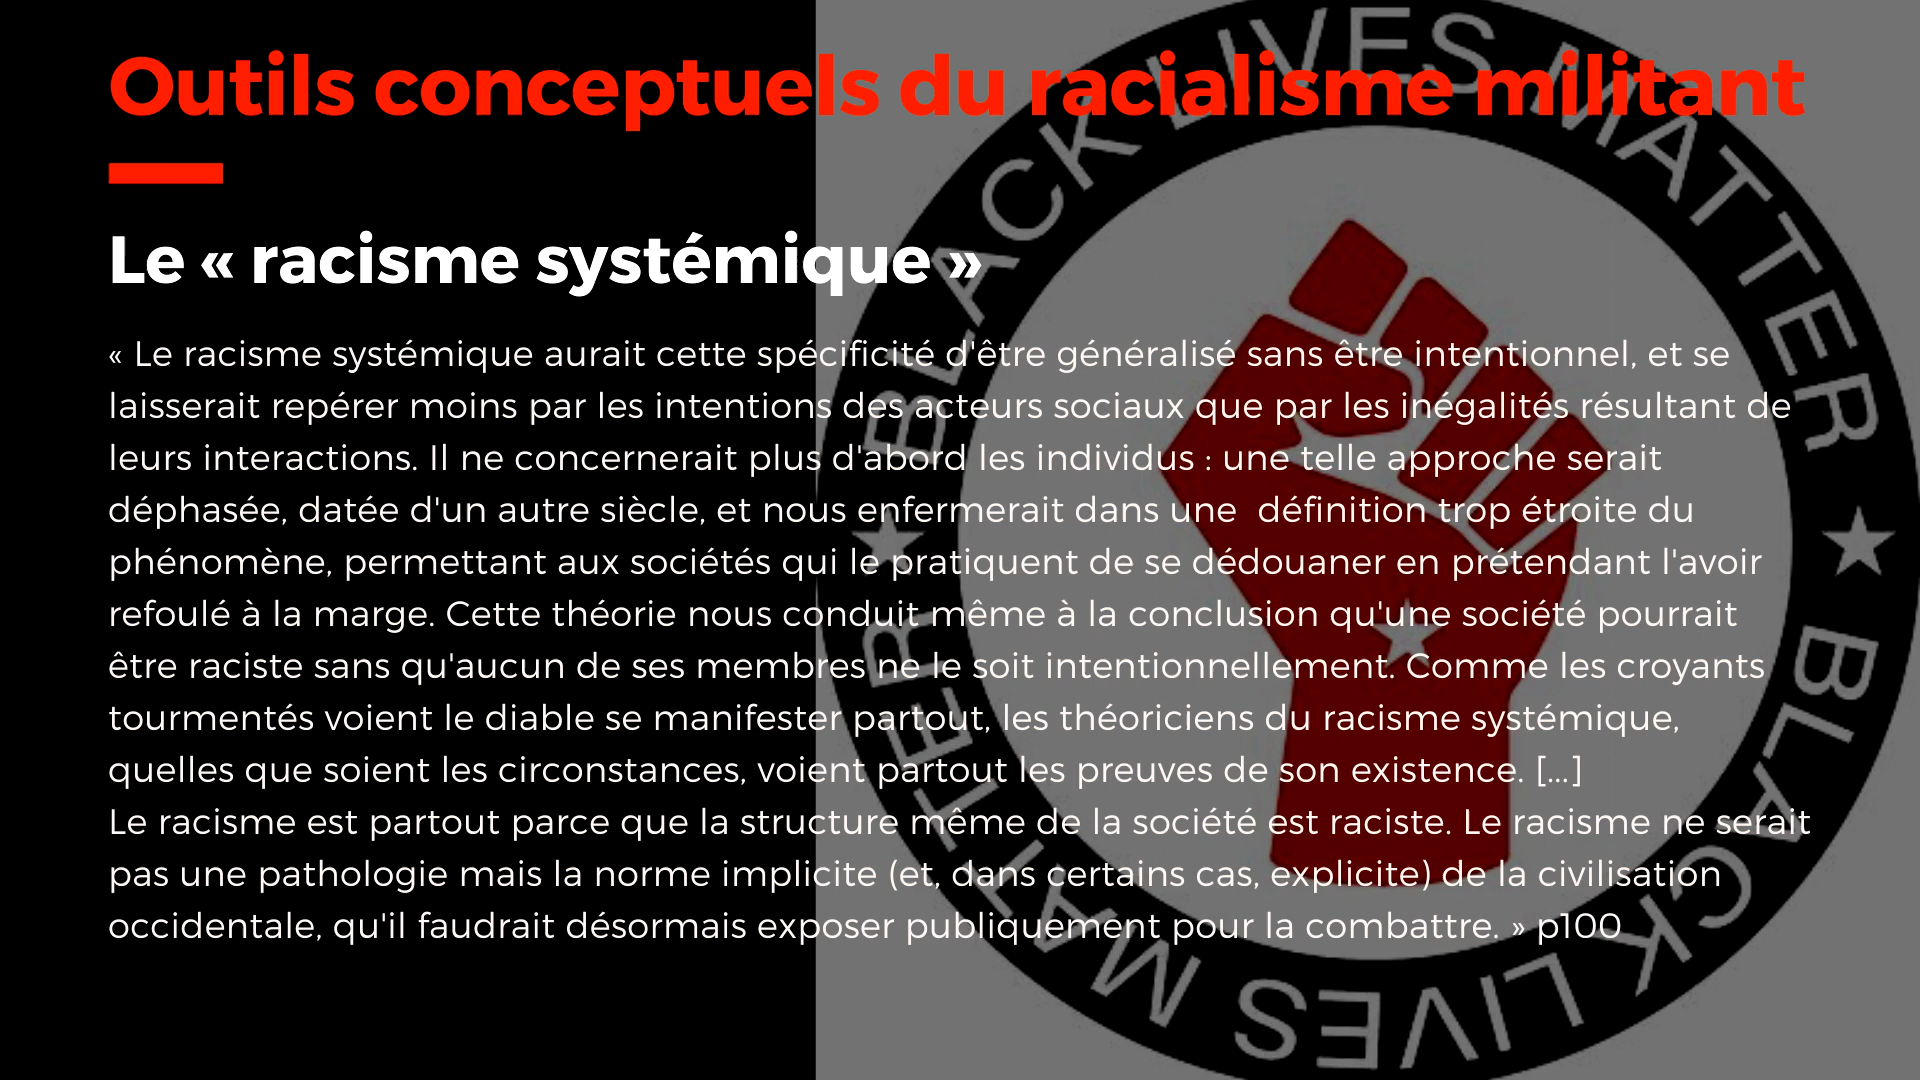 Outils conceptuels du racialisme militant
Le « racisme systémique »
« Le racisme systémique aurait cette spécificité d'être généralisé sans être intentionnel, et se
laisserait repérer moins par les intentions des acteurs sociaux que par les inégalités résultant de
leurs interactions. Il ne concernerait plus d'abord les individus : une telle approche serait
déphasée, datée d'un autre siècle, et nous enfermerait dans une  définition trop étroite du
phénomène, permettant aux sociétés qui le pratiquent de se dédouaner en prétendant l'avoir
refoulé à la marge. Cette théorie nous conduit même à la conclusion qu'une société pourrait
être raciste sans qu'aucun de ses membres ne le soit intentionnellement. Comme les croyants
tourmentés voient le diable se manifester partout, les théoriciens du racisme systémique,
quelles que soient les circonstances, voient partout les preuves de son existence. [...]
Le racisme est partout parce que la structure même de la société est raciste. Le racisme ne serait
pas une pathologie mais la norme implicite (et, dans certains cas, explicite) de la civilisation
occidentale, qu'il faudrait désormais exposer publiquement pour la combattre. » p100
BLACK LIVES MATTER
BLACK LIVES MATTER